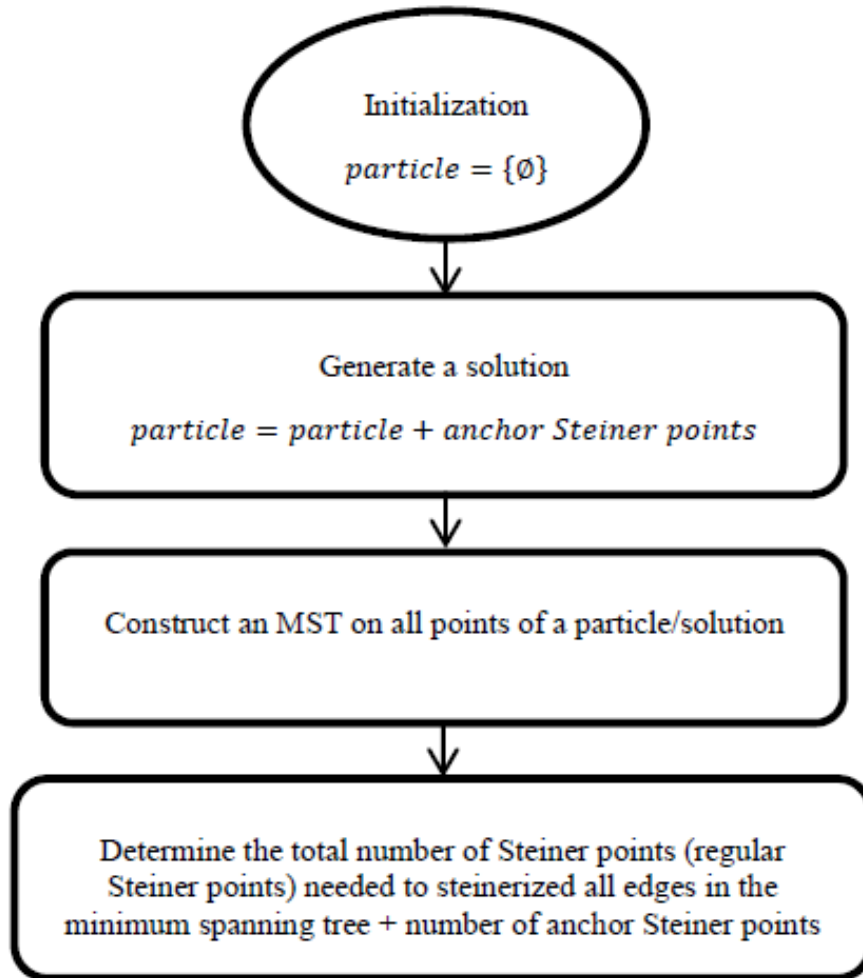 Initialization
particle = {∅}
Generate a solution
particle = particle + anchor Steiner points
Construct an MST on all points of a particle/solution
Determine the total number of Steiner points (regular
Steiner points) needed to steinerized all edges in the
minimum spanning tree + number of anchor Steiner points